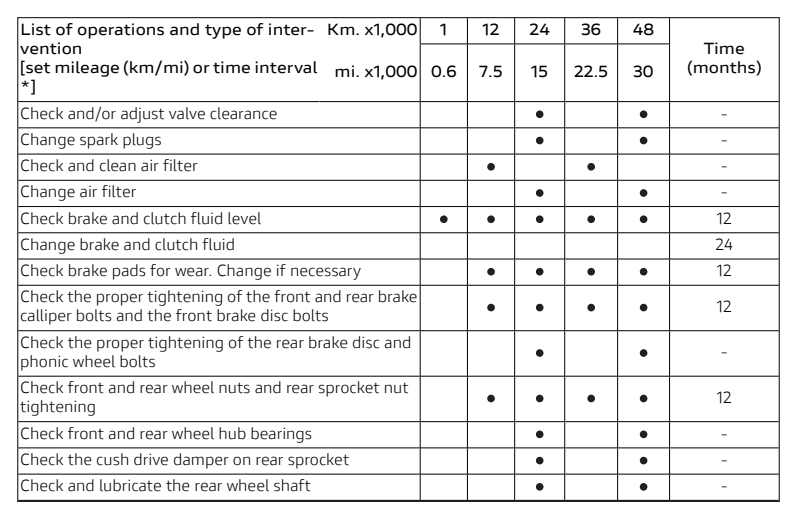 List of operations and type of inter- Km. x1,000 1 12 24 36 48 Time
vention
[set mileage (km/mi) or time interval mi. x1,000 0.6 7.5 15 22.5 30 (months)
*]
Check and/or adjust valve clearance ● ● -
Change spark plugs ● ● -
Check and clean air filter ● ● -
Change air filter ● ● -
Check brake and clutch fluid level ● ● ● ● ● 12
Change brake and clutch fluid 24
Check brake pads for wear. Change if necessary ● ● ● ● 12
Check the proper tightening of the front and rear brake
calliper bolts and the front brake disc bolts ● ● ● ● 12
Check the proper tightening of the rear brake disc and
phonic wheel bolts ● ● -
Check front and rear wheel nuts and rear sprocket nut
tightening ● ● ● ● 12
Check front and rear wheel hub bearings ● ● -
Check the cush drive damper on rear sprocket ● ● -
Check and lubricate the rear wheel shaft ● ● -